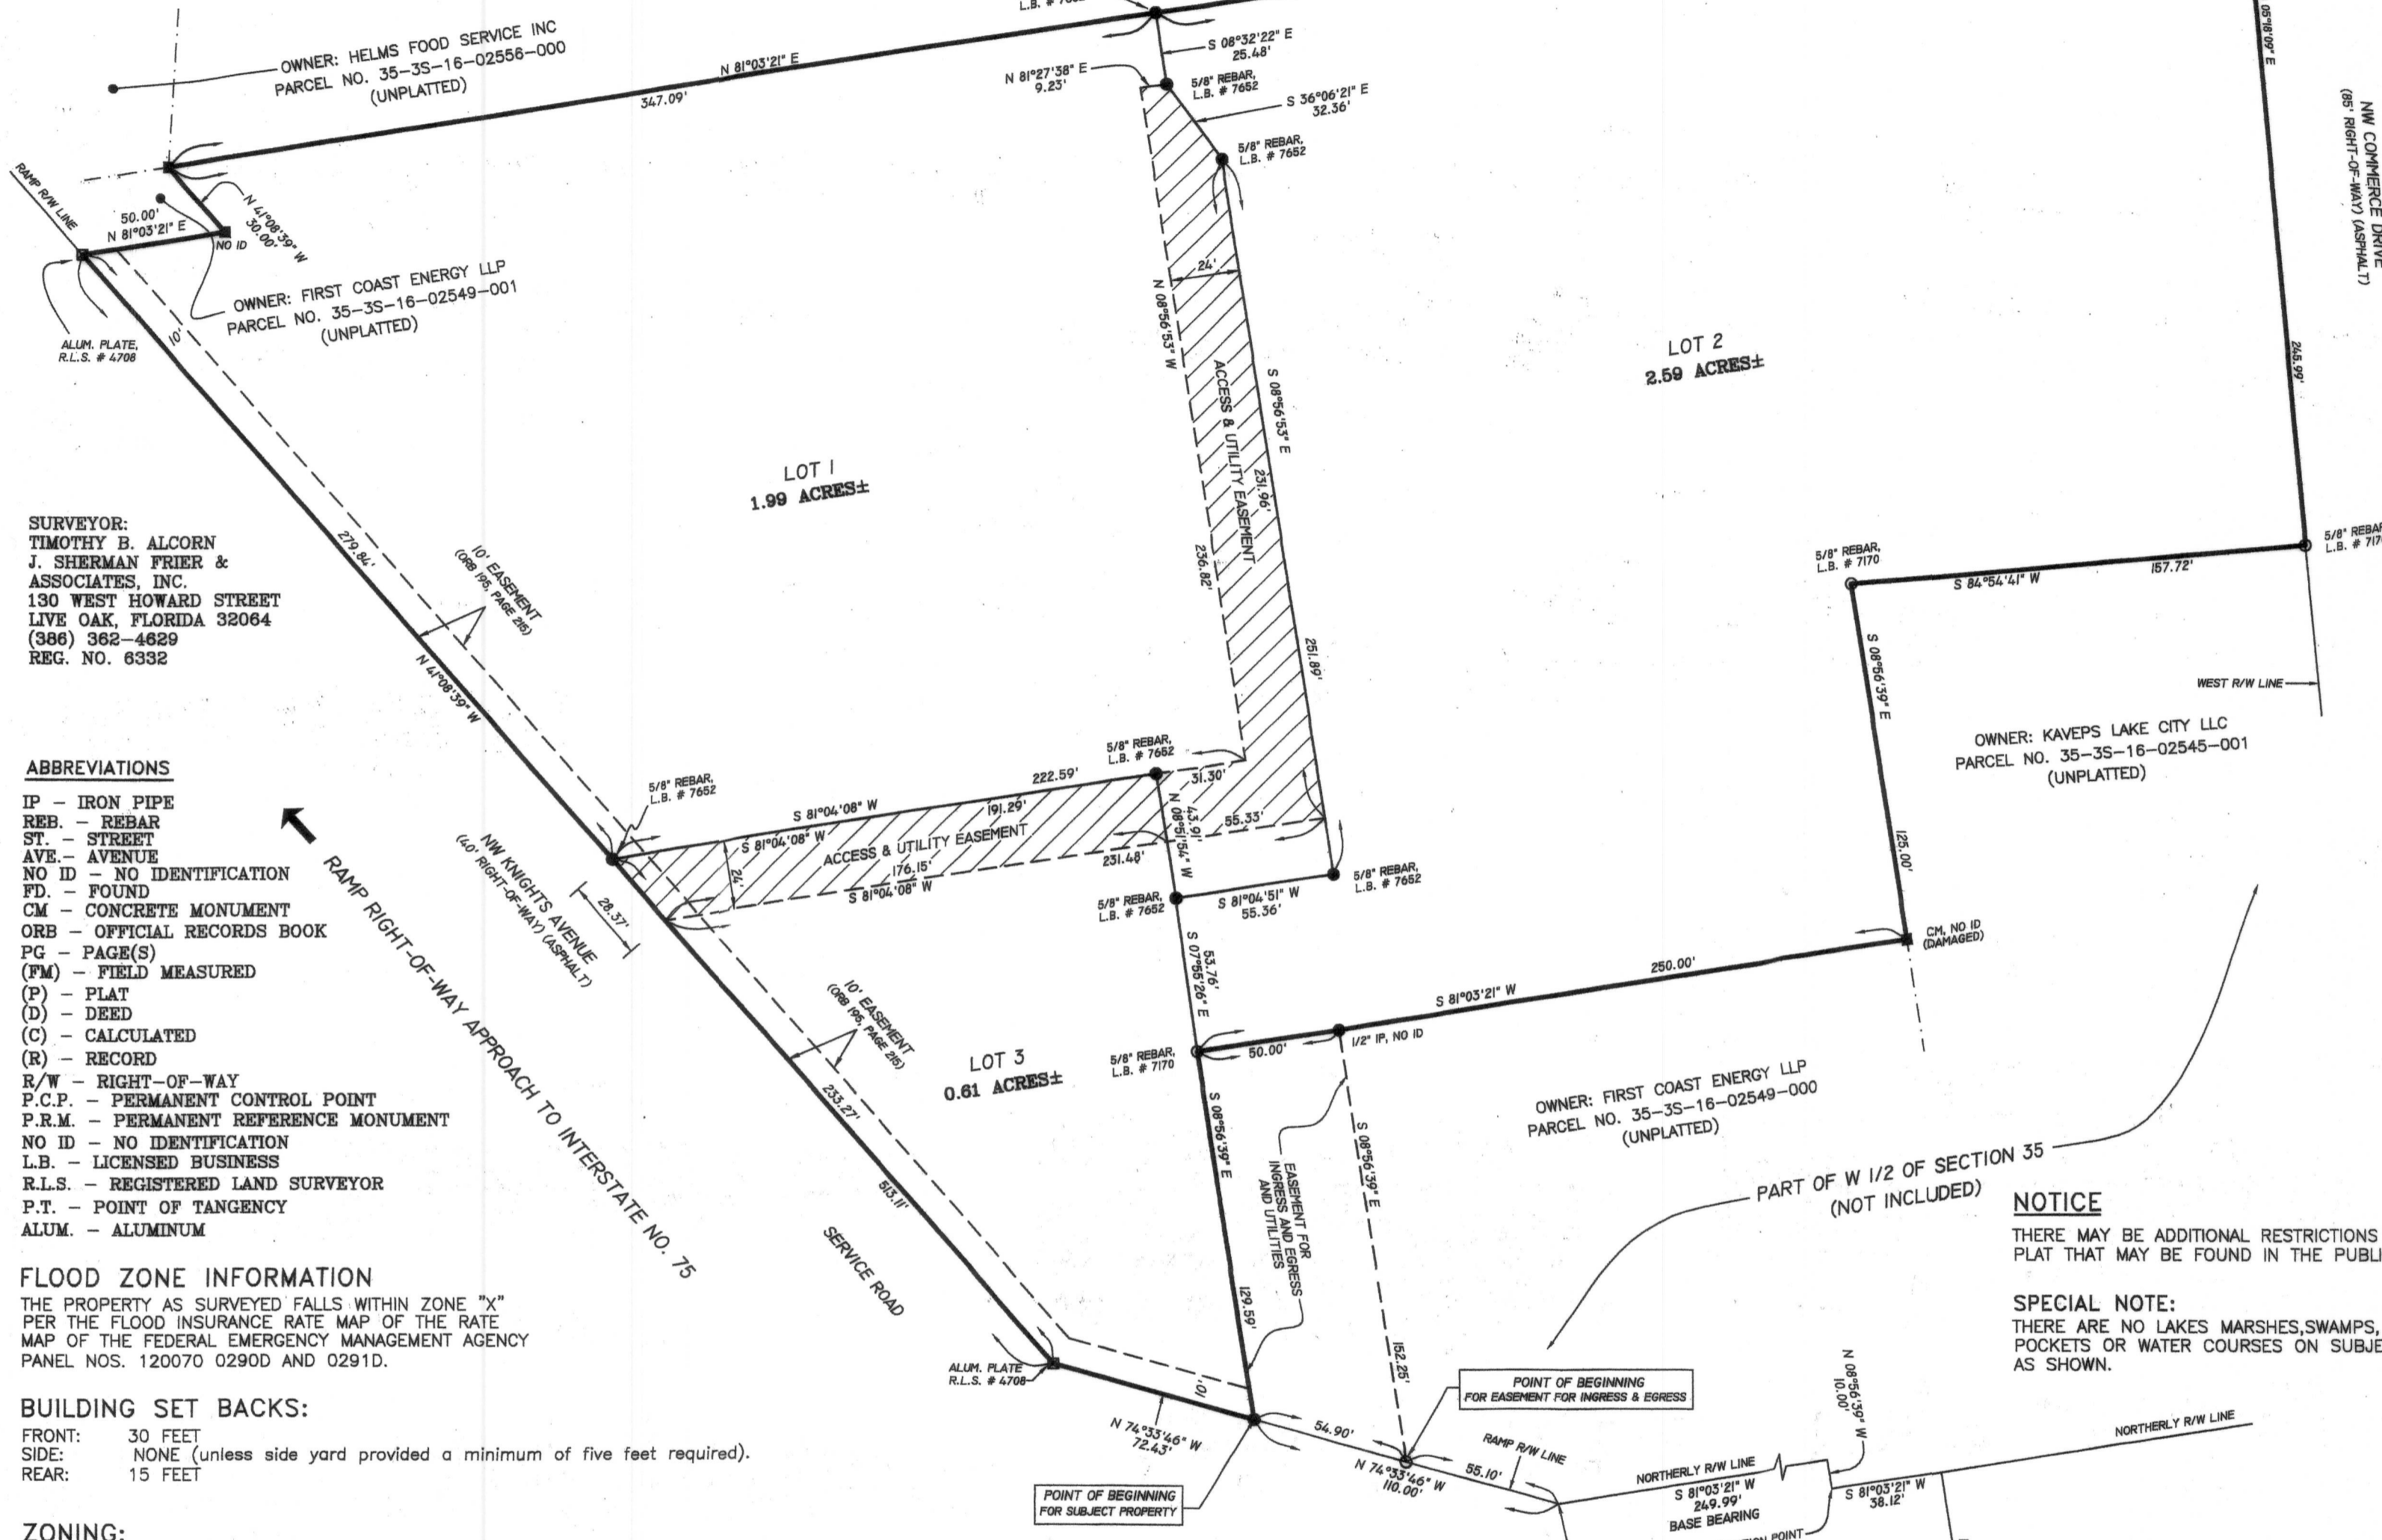 L.B. # 7652
OWNER: HELMS FOOD SERVICE INC
PARCEL NO. 35-3S-16-02556-000
(UNPLATTED)
N 81°03'21" E
347.09'
S 08°32'22" E
25.48'
N 81°27'38" E
9.23'
5/8" REBAR,
L.B. # 7652
S 36°06'21" E
32.36'
5/8" REBAR,
L.B. # 7652
05°18'09" E
245.99'
NW COMMERCE DRIVE
(85' RIGHT-OF-WAY) (ASPHALT)
RAMP R/W LINE
50.00'
N 81°03'21" E
NO ID
N 41°08'39" W
30.00'
OWNER: FIRST COAST ENERGY LLP
PARCEL NO. 35-3S-16-02549-001
(UNPLATTED)
ALUM. PLATE,
R.L.S. # 4708
10'
24'
N 08°56'53" W
236.82'
ACCESS & UTILITY EASEMENT
S 08°56'53" E
231.96'
251.89'
LOT 2
2.59 ACRES±
LOT 1
1.99 ACRES±
SURVEYOR:
TIMOTHY B. ALCORN
J. SHERMAN FRIER &
ASSOCIATES, INC.
130 WEST HOWARD STREET
LIVE OAK, FLORIDA 32064
(386) 362-4629
REG. NO. 6332
279.84'
10' EASEMENT
(ORB 195, PAGE 215)
N 41°08'39" W
5/8" REBAR,
L.B. # 7170
S 84°54'41" W
157.72'
5/8" REBAR
L.B. # 717
S 08°56'39" E
125.00'
WEST R/W LINE
OWNER: KAVEPS LAKE CITY LLC
PARCEL NO. 35-3S-16-02545-001
(UNPLATTED)
ABBREVIATIONS
IP - IRON PIPE
REB. - REBAR
ST. - STREET
AVE.- AVENUE
NO ID - NO IDENTIFICATION
FD. - FOUND
CM - CONCRETE MONUMENT
ORB - OFFICIAL RECORDS BOOK
PG - PAGE(S)
(FM) - FIELD MEASURED
(P) - PLAT
(D) - DEED
(C) - CALCULATED
(R) - RECORD
R/W - RIGHT-OF-WAY
P.C.P. - PERMANENT CONTROL POINT
P.R.M. - PERMANENT REFERENCE MONUMENT
NO ID - NO IDENTIFICATION
L.B. - LICENSED BUSINESS
R.L.S. - REGISTERED LAND SURVEYOR
P.T. - POINT OF TANGENCY
ALUM. - ALUMINUM
5/8" REBAR,
L.B. # 7652
5/8" REBAR,
L.B. # 7652
222.59'
S 81°04'08" W
191.29'
31.30'
S 81°04'08" W
ACCESS & UTILITY EASEMENT
24'
176.15'
S 81°04'08" W
231.48'
55.33'
43.91'
N 08°51'54" W
5/8" REBAR,
L.B. # 7652
S 81°04'51" W
55.36'
5/8" REBAR,
L.B. # 7652
NW KNIGHTS AVENUE
(40' RIGHT-OF-WAY) (ASPHALT)
28.37'
RAMP RIGHT-OF-WAY APPROACH TO INTERSTATE NO. 75
53.76'
S 07°55'26" E
CM, NO ID
(DAMAGED)
250.00'
S 81°03'21" W
10' EASEMENT
(ORB 195, PAGE 215)
LOT 3
0.61 ACRES±
5/8" REBAR,
L.B. # 7170
50.00'
1/2" IP, NO ID
233.27'
513.11'
SERVICE ROAD
S 08°56'39" E
129.59'
EASEMENT FOR
INGRESS AND EGRESS
AND UTILITIES
S 08°56'39" E
152.25'
OWNER: FIRST COAST ENERGY LLP
PARCEL NO. 35-3S-16-02549-000
(UNPLATTED)
PART OF W 1/2 OF SECTION 35
(NOT INCLUDED)
NOTICE
THERE MAY BE ADDITIONAL RESTRICTIONS
PLAT THAT MAY BE FOUND IN THE PUBLI
SPECIAL NOTE:
THERE ARE NO LAKES MARSHES,SWAMPS,
POCKETS OR WATER COURSES ON SUBJE
AS SHOWN.
FLOOD ZONE INFORMATION
THE PROPERTY AS SURVEYED FALLS WITHIN ZONE "X"
PER THE FLOOD INSURANCE RATE MAP OF THE RATE
MAP OF THE FEDERAL EMERGENCY MANAGEMENT AGENCY
PANEL NOS. 120070 0290D AND 0291D.
BUILDING SET BACKS:
FRONT: 30 FEET
SIDE: NONE (unless side yard provided a minimum of five feet required).
REAR: 15 FEET
ZONING:
ALUM. PLATE
R.L.S. # 4708
10'
N 74°33'46" W
72.43'
POINT OF BEGINNING
FOR SUBJECT PROPERTY
POINT OF BEGINNING
FOR EASEMENT FOR INGRESS & EGRESS
54.90'
N 74°33'46" W
110.00'
55.10'
RAMP R/W LINE
NORTHERLY R/W LINE
S 81°03'21" W
249.99'
BASE BEARING
N 08°56'39" W
10.00'
S 81°03'21" W
38.12'
NORTHERLY R/W LINE
POINT